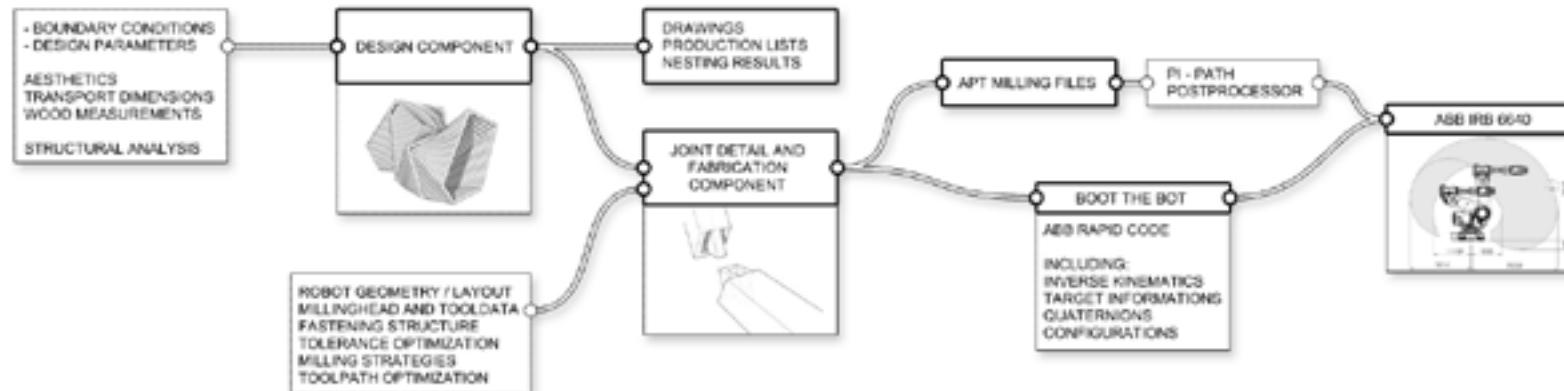 - BOUNDARY CONDITIONS
- DESIGN PARAMETERS
AESTHETICS
TRANSPORT DIMENSIONS
WOOD MEASUREMENTS
STRUCTURAL ANALYSIS
DESIGN COMPONENT
DRAWINGS
PRODUCTION LISTS
NESTING RESULTS
ROBOT GEOMETRY / LAYOUT
MILLINGHEAD AND TOOLDATA
FASTENING STRUCTURE
TOLERANCE OPTIMIZATION
MILLING STRATEGIES
TOOLPATH OPTIMIZATION
JOINT DETAIL AND
FABRICATION
COMPONENT
APT MILLING FILES
PI - PATH
POSTPROCESSOR
BOOT THE BOT
ABB RAPID CODE
INCLUDING:
INVERSE KINEMATICS
TARGET INFORMATIONS
QUATERNIONS
CONFIGURATIONS
ABB IRB 6640